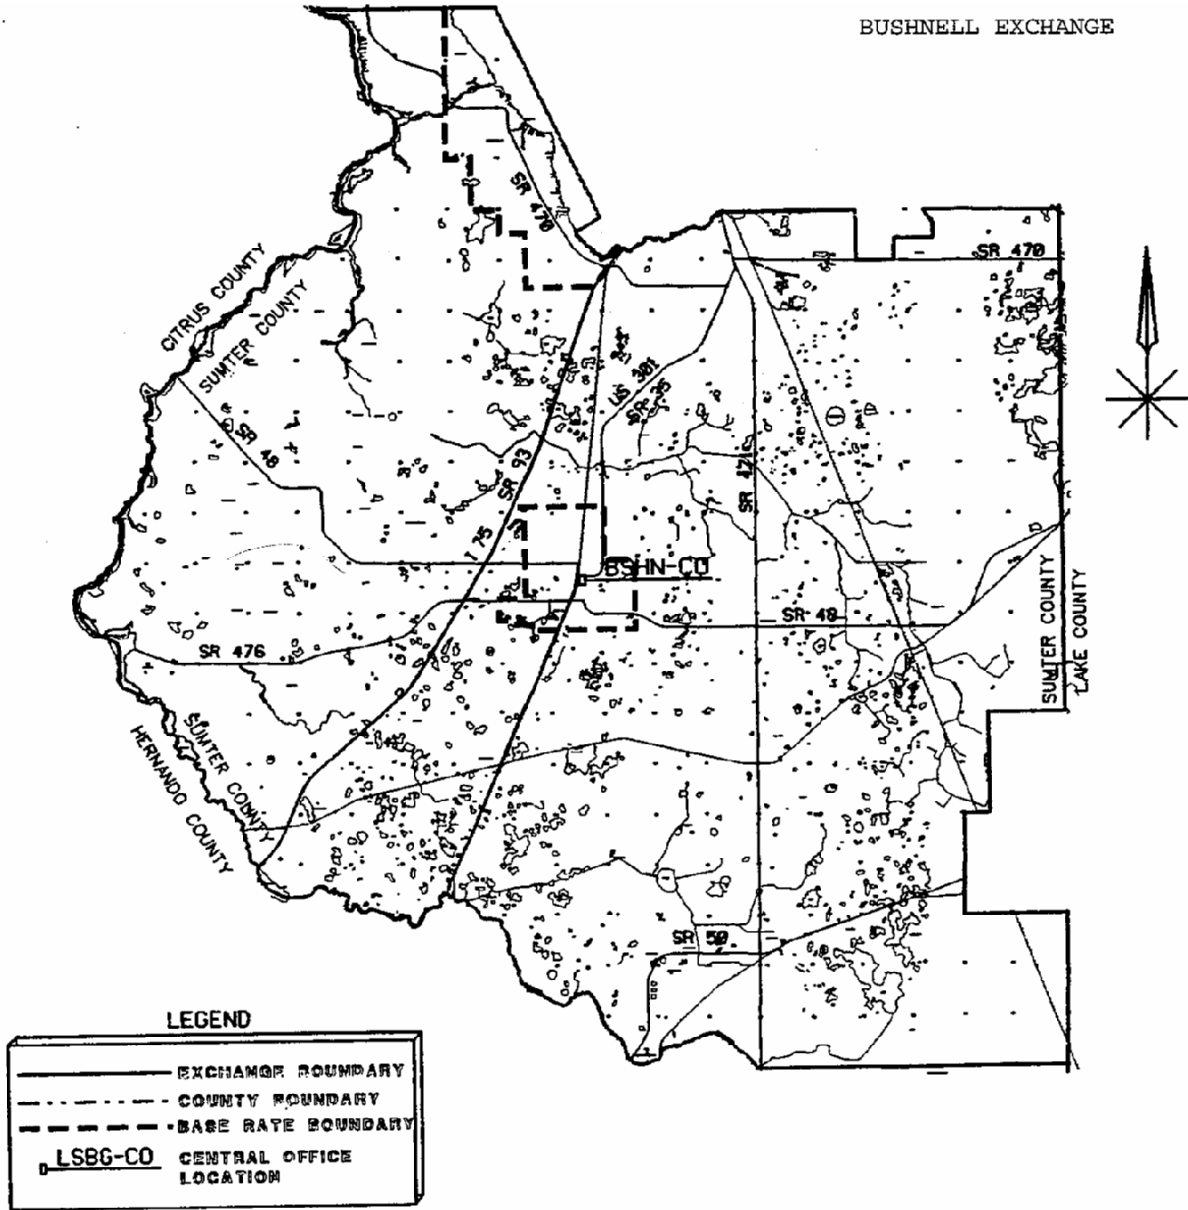 BUSHNELL EXCHANGE
SR 470
SR 470
CITRUS COUNTY
SUMTER COUNTY
US 301
SR 35
SR 48
SR 93
I 75
SR 471
BSHN-CO
SR 48
SR 476
SUMTER COUNTY
LAKE COUNTY
SUMTER COUNTY
HERNANDO COUNTY
SR 50
LEGEND
EXCHANGE BOUNDARY
COUNTY BOUNDARY
BASE RATE BOUNDARY
LSBG-CO CENTRAL OFFICE
LOCATION